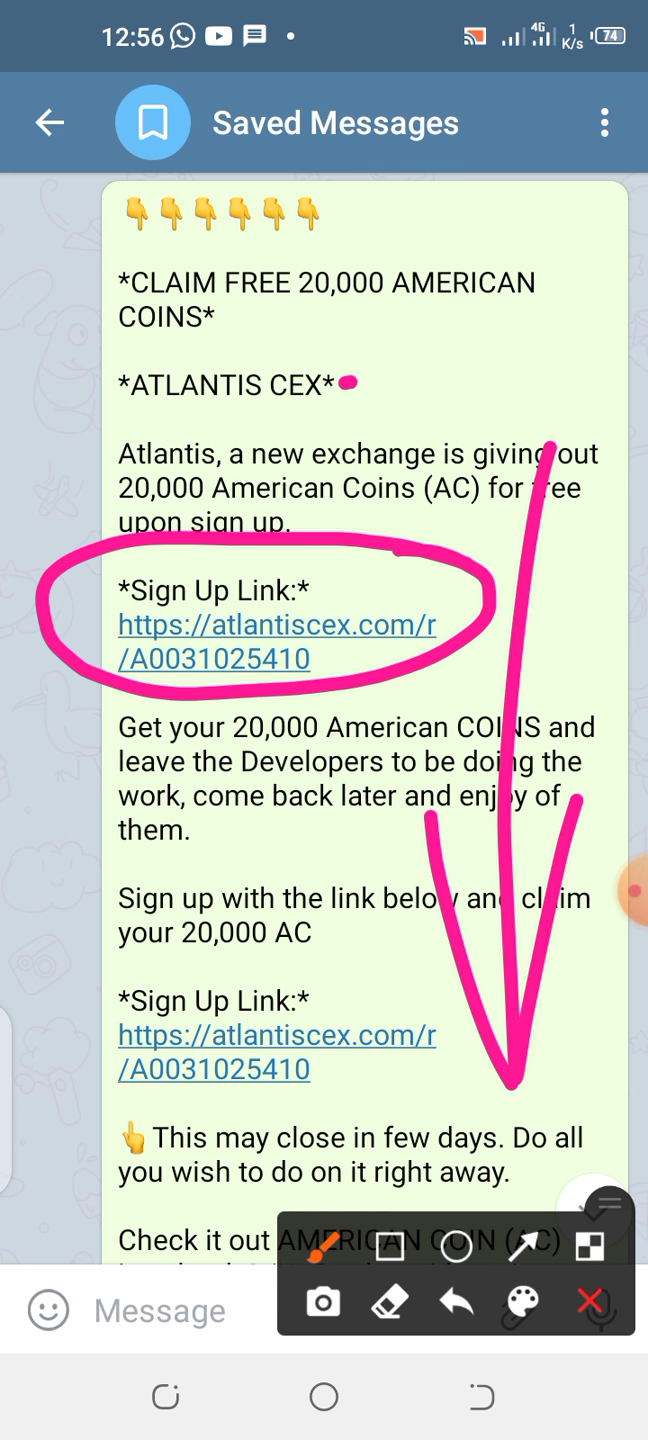 12:56 4G 1 K/s 74
Saved Messages
*CLAIM FREE 20,000 AMERICAN
COINS*
*ATLANTIS CEX*
Atlantis, a new exchange is giving out
20,000 American Coins (AC) for free
upon sign up.
*Sign Up Link:*
https://atlantiscex.com/r
/A0031025410
Get your 20,000 American COINS and
leave the Developers to be doing the
work, come back later and enjoy of
them.
Sign up with the link below and claim
your 20,000 AC
*Sign Up Link:*
https://atlantiscex.com/r
/A0031025410
👆This may close in few days. Do all
you wish to do on it right away.
Check it out AMERICAN COIN (AC)
Message